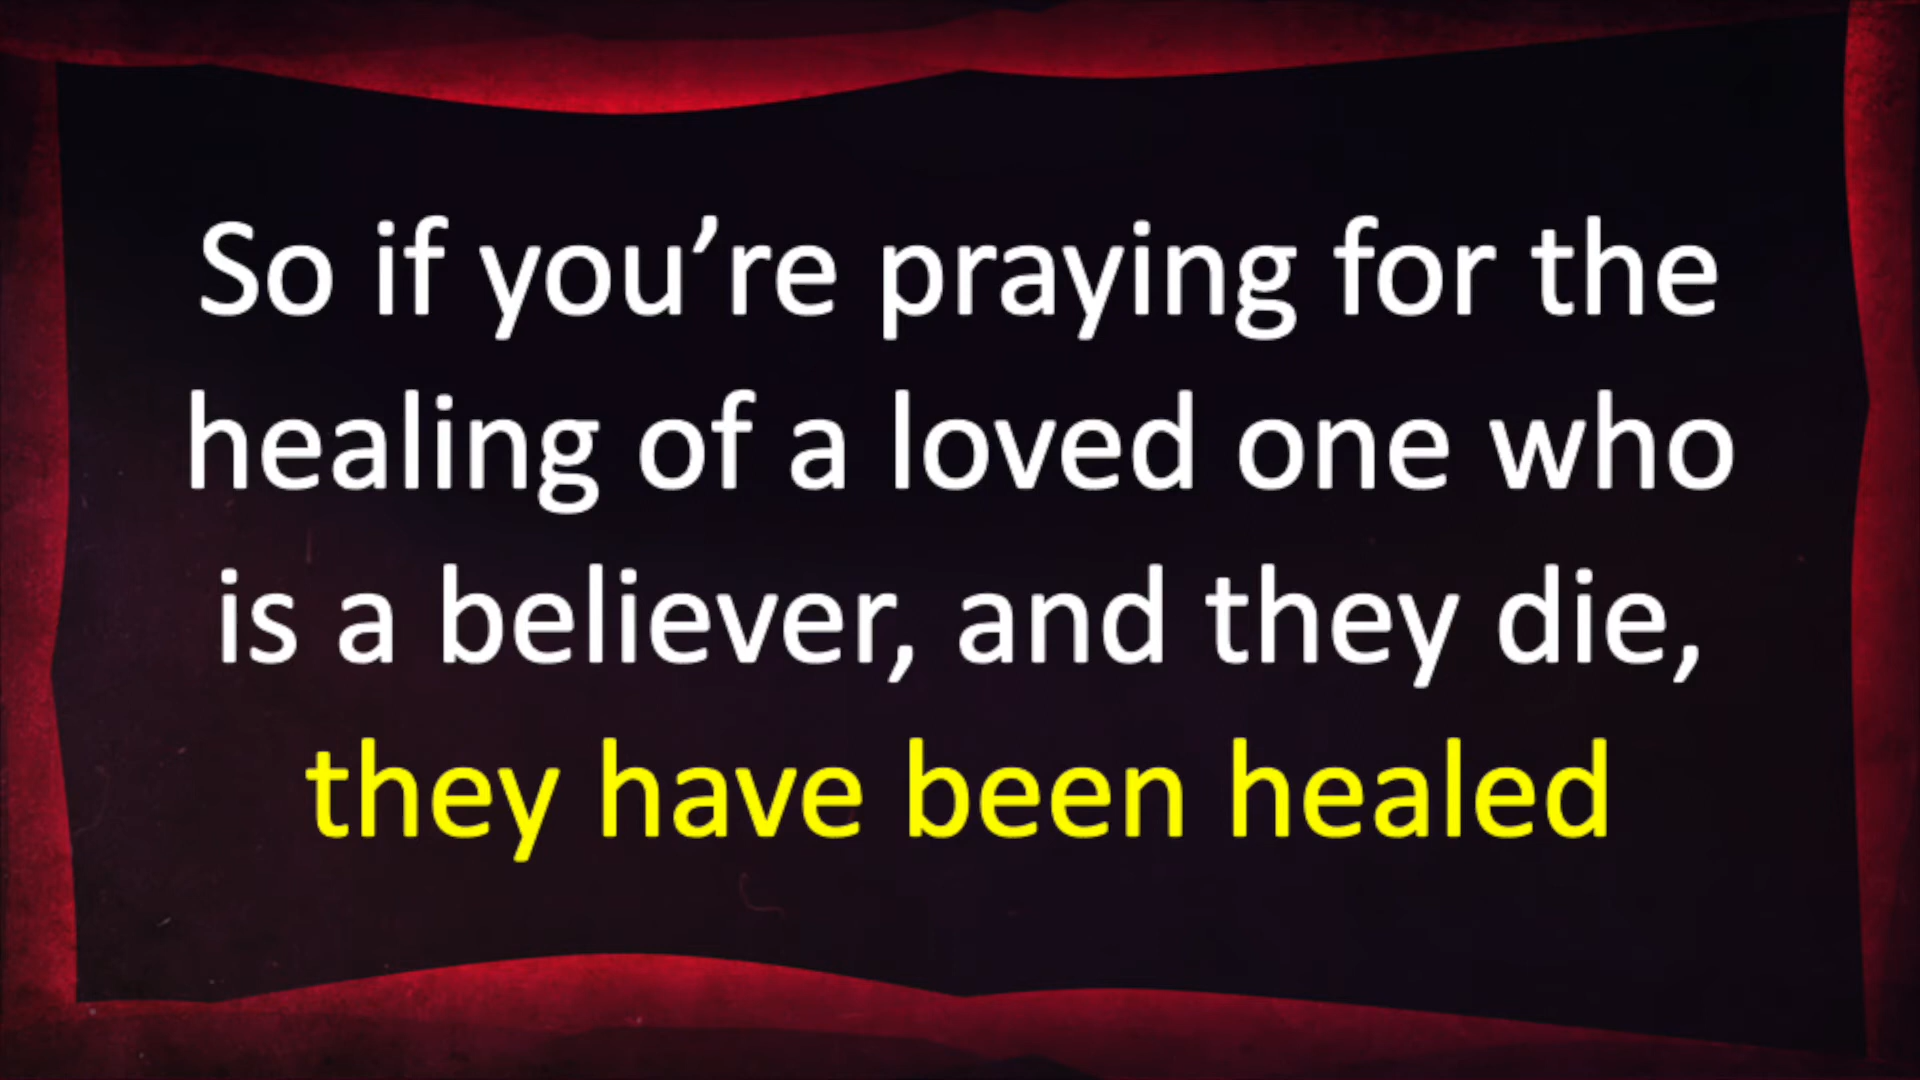 So if you’re praying for the
healing of a loved one who
is a believer, and they die,
they have been healed